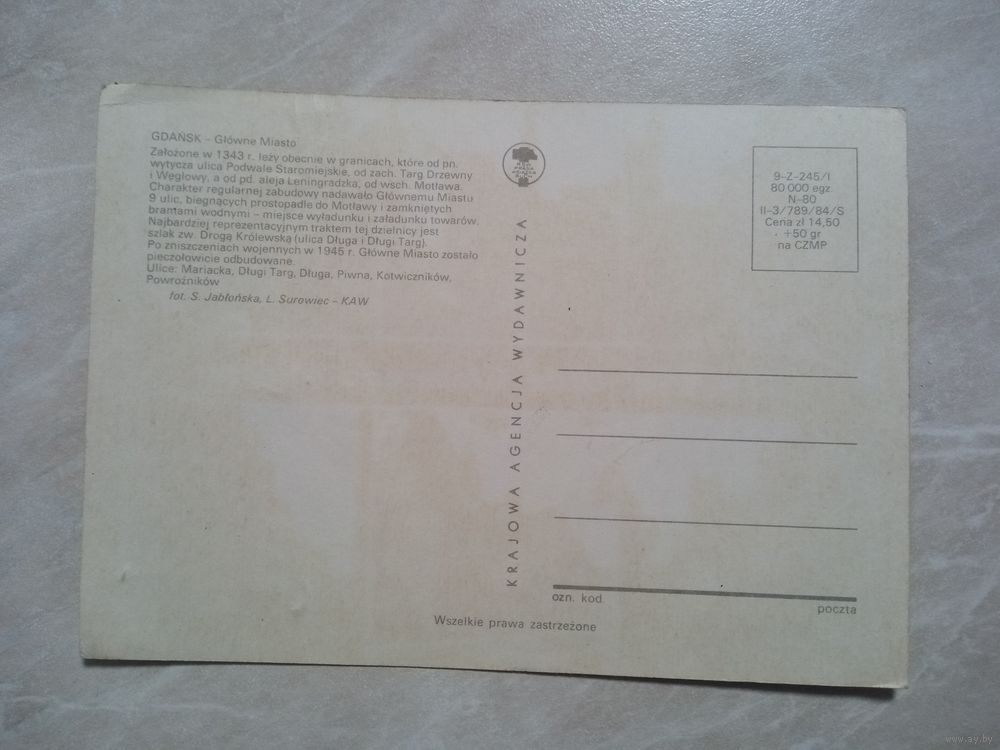 GDAŃSK – Główne Miasto
Założone w 1343 r. leży obecnie w granicach, które od pn.
wytycza ulica Podwale Staromiejskie, od zach. Targ Drzewny
i Węglowy, a od pd. aleja Leningradzka, od wsch. Motława.
Charakter regularnej zabudowy nadawało Głównemu Miastu
9 ulic, biegnących prostopadle do Motławy i zamkniętych
bramami wodnymi – miejsce wyładunku i załadunku towarów.
Najbardziej reprezentacyjnym traktem tej dzielnicy jest
szlak zw. Drogą Królewską (ulica Długa i Długi Targ).
Po zniszczeniach wojennych w 1945 r. Główne Miasto zostało
pieczołowicie odbudowane.
Ulice: Mariacka, Długi Targ, Długa, Piwna, Kotwiczników,
Powroźników
fot. S. Jabłońska, L. Surowiec – KAW
KRAJOWA AGENCJA WYDAWNICZA
9–Z–245/I
80 000 egz.
N–80
II–3/789/84/S
Cena zł 14,50
+50 gr
na CZMP
ozn. kod.
poczta
Wszelkie prawa zastrzeżone
www.ay.by